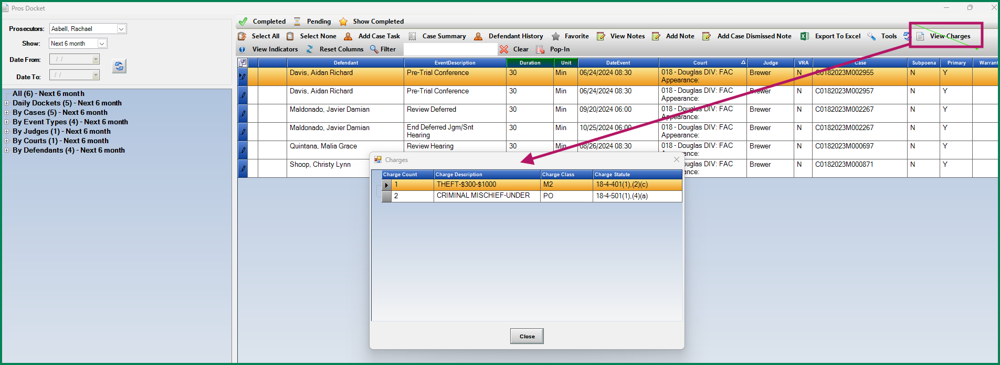 Pros Docket
Prosecutors: Asbell, Rachael
Show: Next 6 month
Date From: / /
Date To: / /
All (6) - Next 6 month
Daily Dockets (5) - Next 6 month
By Cases (5) - Next 6 month
By Event Types (4) - Next 6 month
By Judges (1) - Next 6 month
By Courts (1) - Next 6 month
By Defendants (4) - Next 6 month
Completed Pending Show Completed
Select All Select None Add Case Task Case Summary Defendant History Favorite View Notes Add Note Add Case Dismissed Note Export To Excel Tools View Charges
View Indicators Reset Columns Filter Clear Pop-In
Defendant EventDescription Duration Unit DateEvent Court Judge VRA Case Subpoena Primary Warrant
Davis, Aidan Richard Pre-Trial Conference 30 Min 06/24/2024 08:30 018 - Douglas DIV: FAC Brewer N C0182023M002955 N Y
Appearance:
Davis, Aidan Richard Pre-Trial Conference 30 Min 06/24/2024 08:30 018 - Douglas DIV: FAC Brewer N C0182023M002957 N Y
Appearance:
Maldonado, Javier Damian Review Deferred 30 Min 09/20/2024 06:00 018 - Douglas DIV: FAC Brewer N C0182023M002267 N Y
Appearance:
Maldonado, Javier Damian End Deferred Jgm/Snt 30 Min 10/25/2024 06:00 018 - Douglas DIV: FAC Brewer N C0182023M002267 N Y
Hearing Appearance:
Quintana, Malia Grace Review Hearing 30 Min 08/26/2024 08:30 018 - Douglas DIV: FAC Brewer N C0182023M000697 N Y
ance:
Shoop, Christy Lynn DIV: FAC Brewer N C0182023M000871 N Y
ance:
Charges
Charge Count Charge Description Charge Class Charge Statute
1 THEFT-$300-$1000 M2 18-4-401(1),(2)(c)
2 CRIMINAL MISCHIEF-UNDER PO 18-4-501(1),(4)(a)
Close